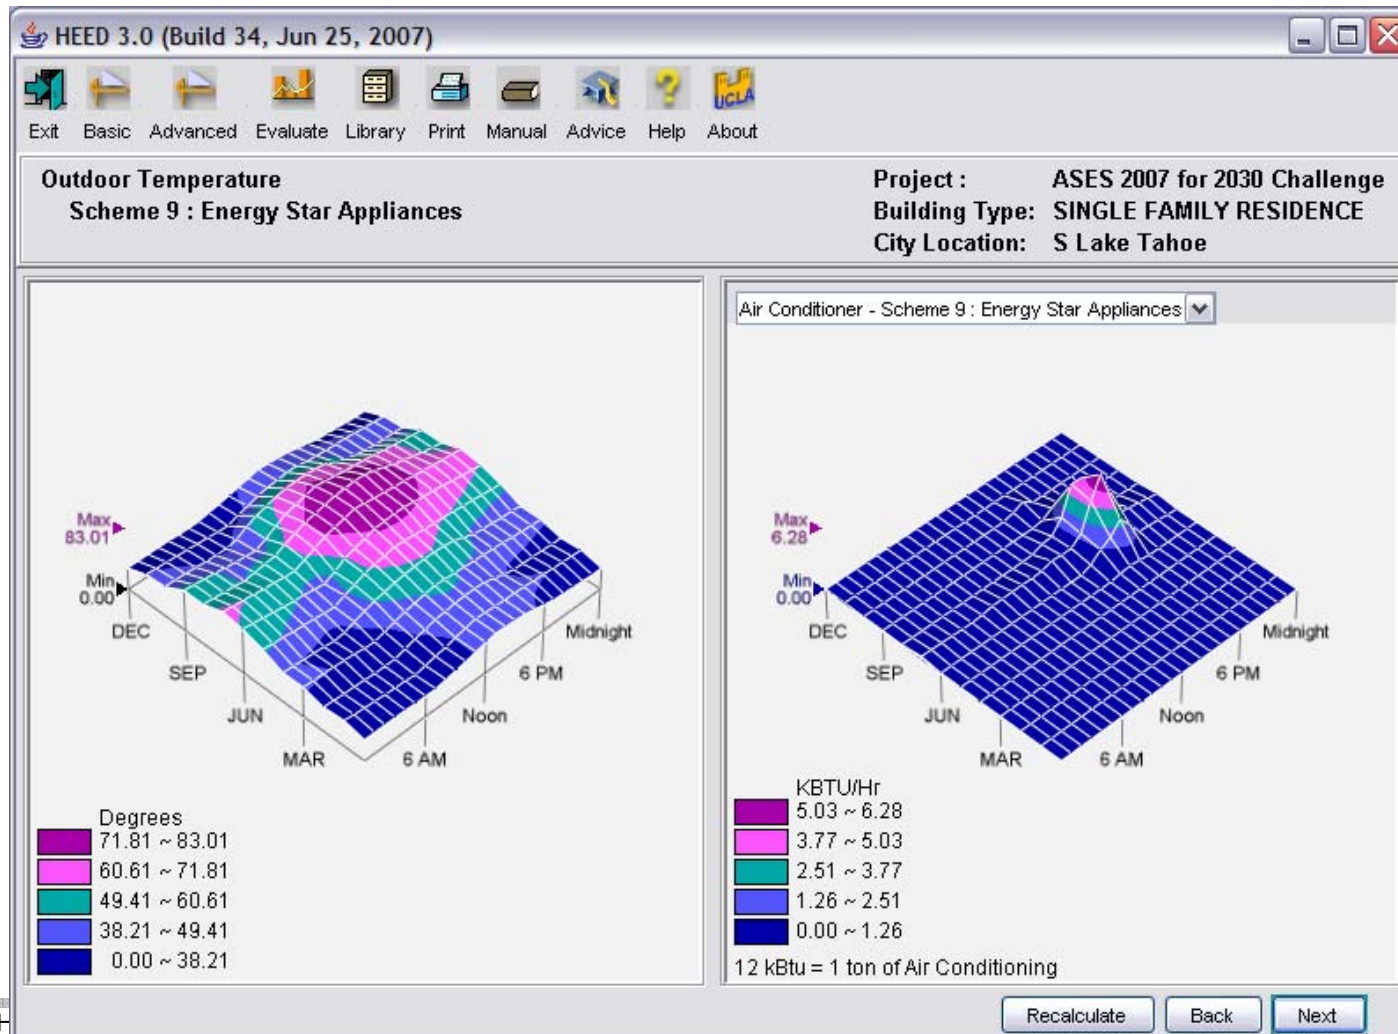 HEED 3.0 (Build 34, Jun 25, 2007)
Exit Basic Advanced Evaluate Library Print Manual Advice Help About
UCLA
Outdoor Temperature
Scheme 9 : Energy Star Appliances
Project : ASES 2007 for 2030 Challenge
Building Type: SINGLE FAMILY RESIDENCE
City Location: S Lake Tahoe
Max
83.01
Min
0.00
DEC
SEP
JUN
MAR
6 AM
Noon
6 PM
Midnight
Degrees
71.81 ~ 83.01
60.61 ~ 71.81
49.41 ~ 60.61
38.21 ~ 49.41
0.00 ~ 38.21
Air Conditioner - Scheme 9 : Energy Star Appliances
Max
6.28
Min
0.00
DEC
SEP
JUN
MAR
6 AM
Noon
6 PM
Midnight
KBTU/Hr
5.03 ~ 6.28
3.77 ~ 5.03
2.51 ~ 3.77
1.26 ~ 2.51
0.00 ~ 1.26
12 kBtu = 1 ton of Air Conditioning
Recalculate Back Next